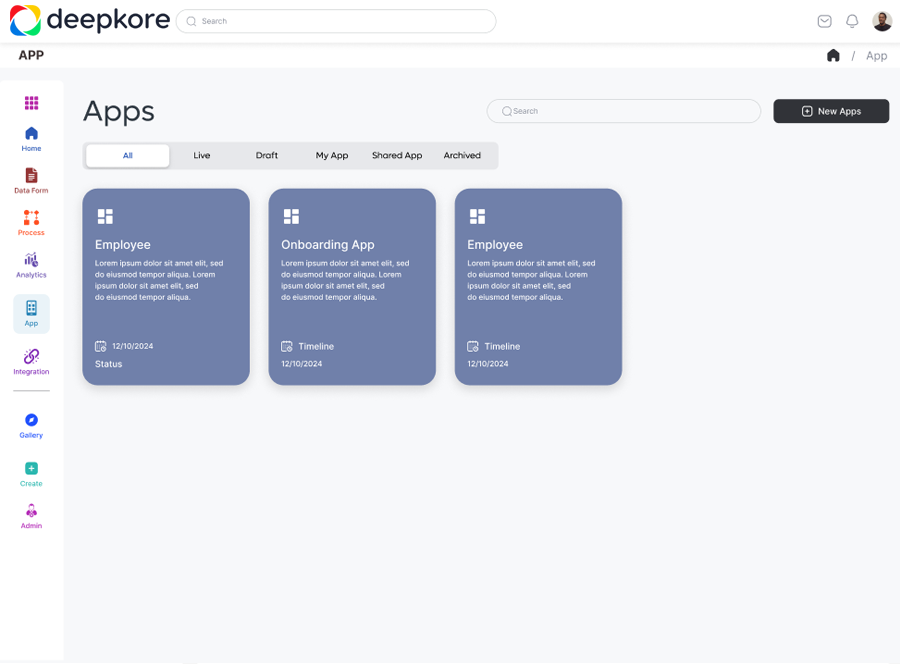 deepkore
Search
APP
/ App
Apps
Search
New Apps
All
Live
Draft
My App
Shared App
Archived
Home
Data Form
Process
Analytics
App
Integration
Gallery
Create
Admin
Employee
Lorem ipsum dolor sit amet elit, sed
do eiusmod tempor aliqua. Lorem
ipsum dolor sit amet elit, sed
do eiusmod tempor aliqua.
12/10/2024
Status
Onboarding App
Lorem ipsum dolor sit amet elit, sed
do eiusmod tempor aliqua. Lorem
ipsum dolor sit amet elit, sed
do eiusmod tempor aliqua.
Timeline
12/10/2024
Employee
Lorem ipsum dolor sit amet elit, sed
do eiusmod tempor aliqua. Lorem
ipsum dolor sit amet elit, sed
do eiusmod tempor aliqua.
Timeline
12/10/2024